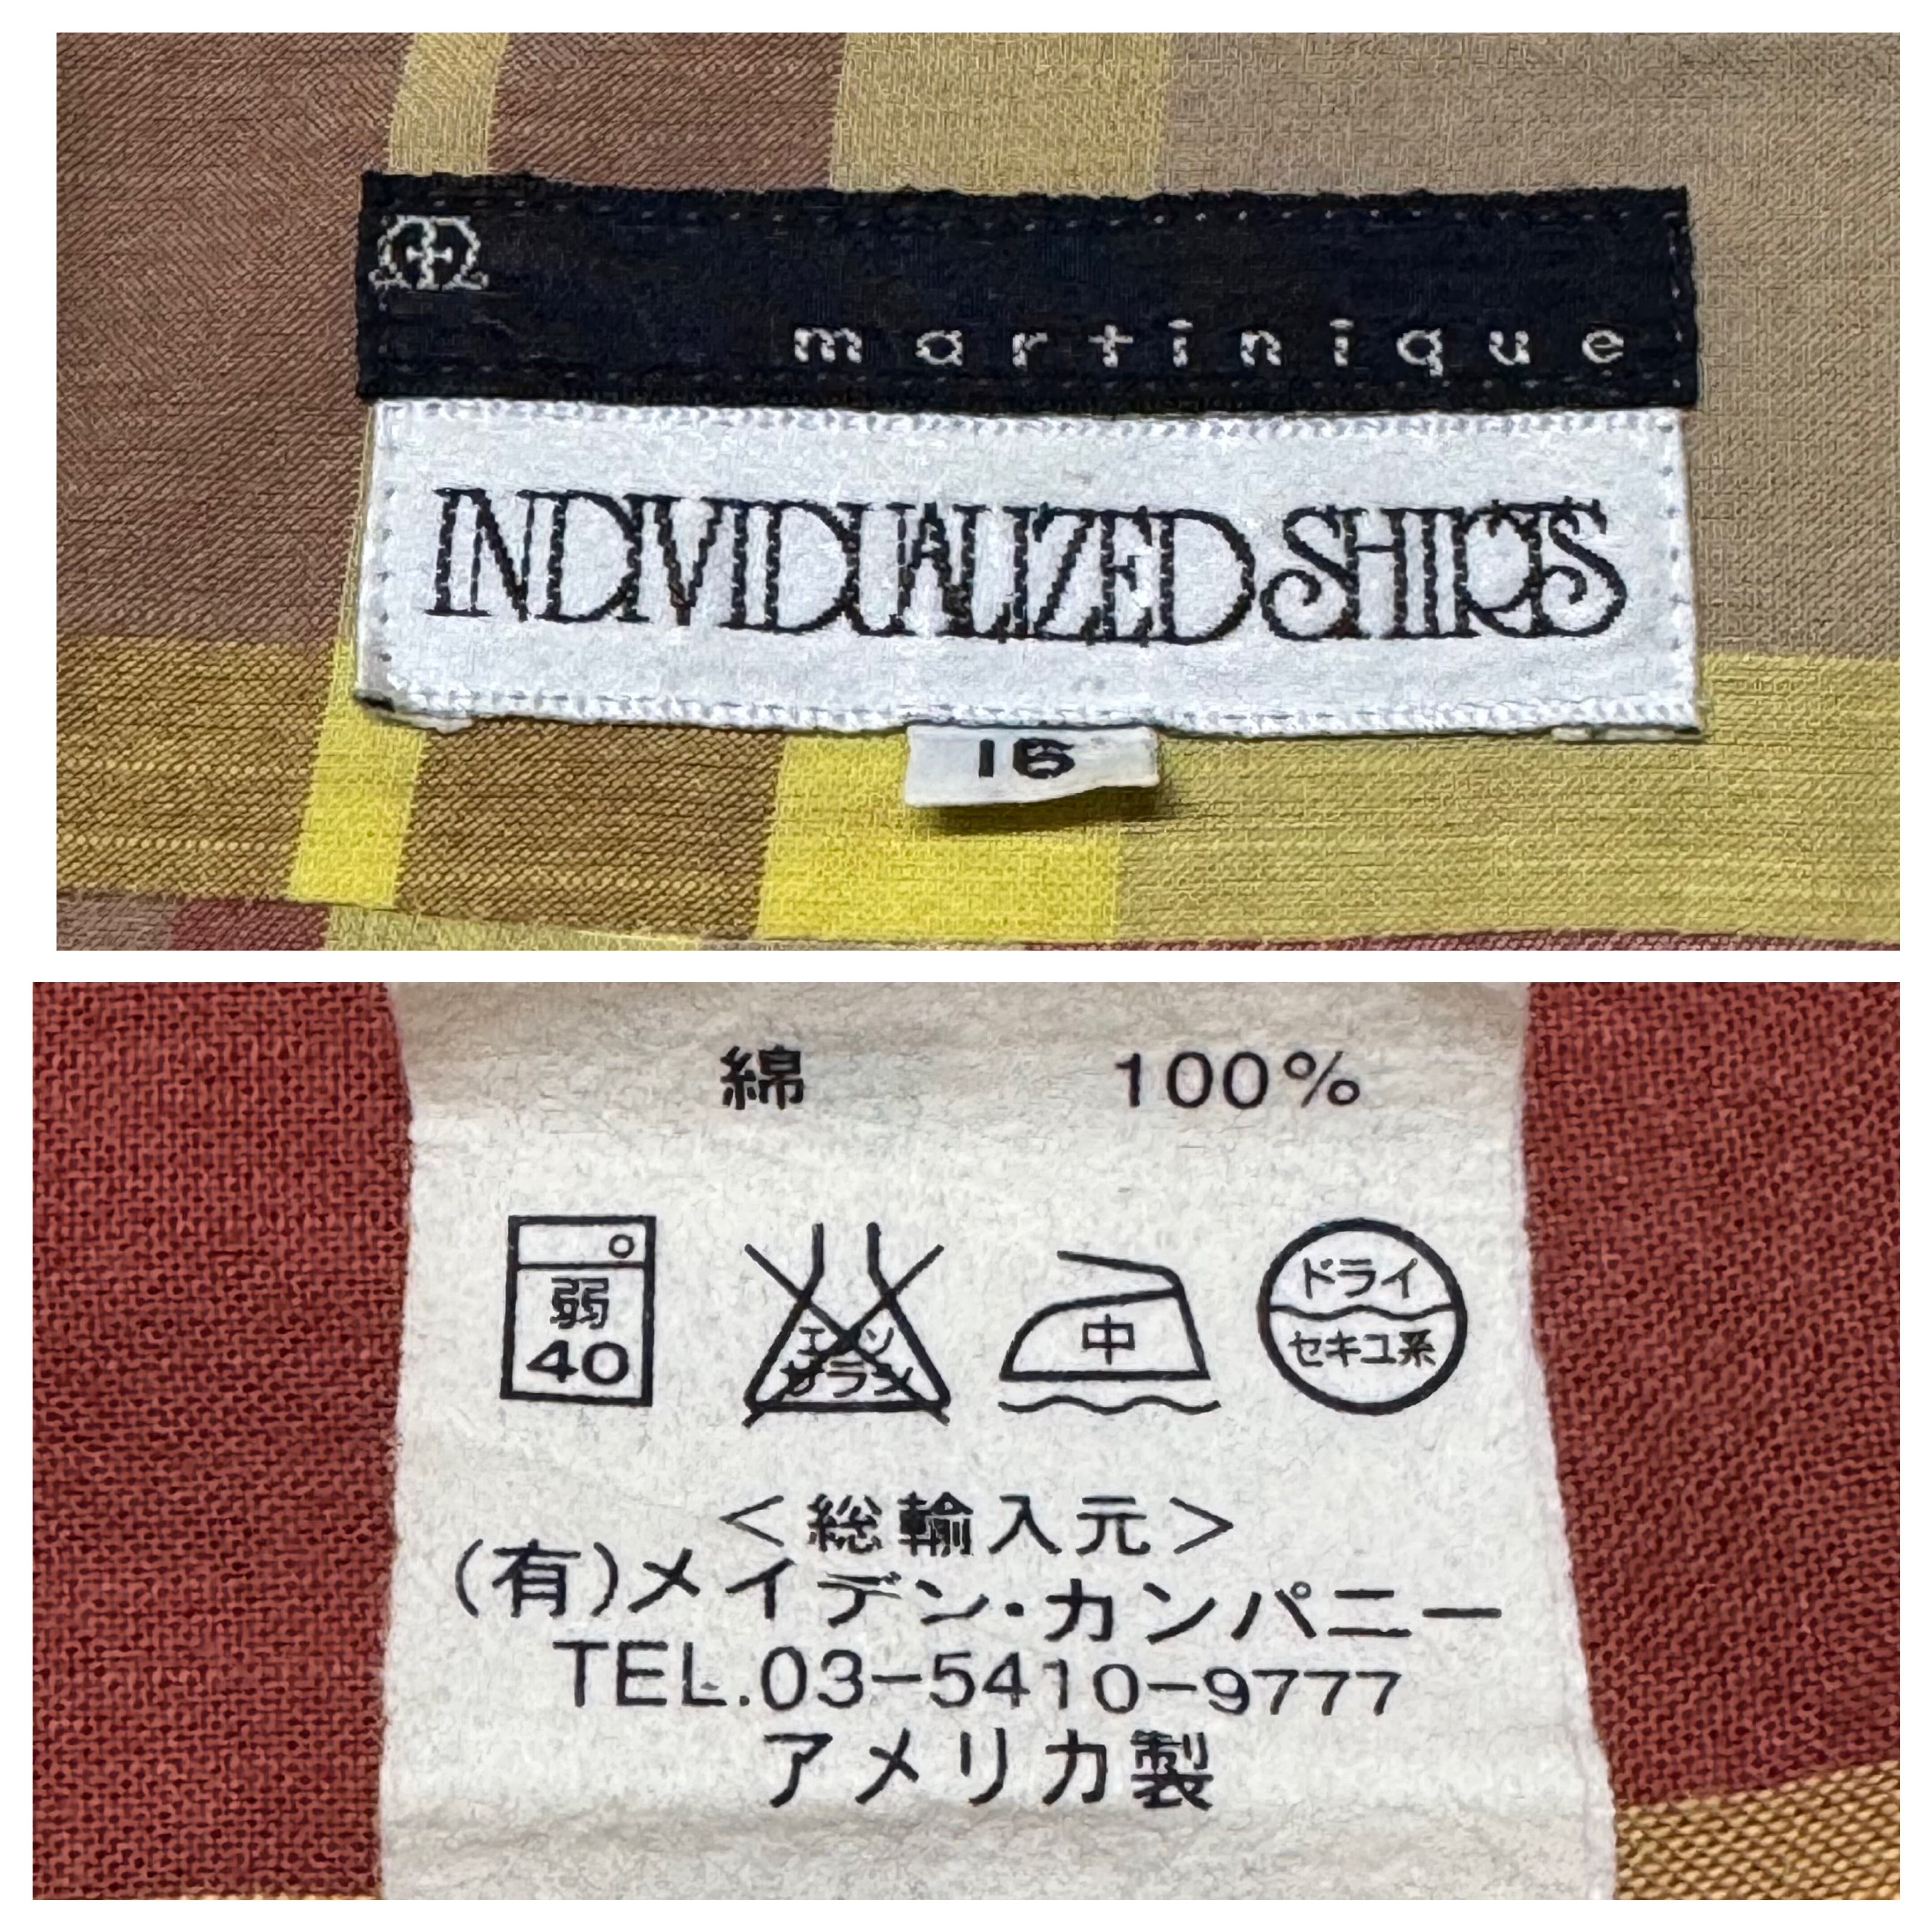 martinique
INDIVIDUALIZED SHIRTS
16
綿 100%
弱
40
エンソ
サラシ
中
ドライ
セキユ系
<総輸入元>
(有)メイデン・カンパニー
TEL.03-5410-9777
アメリカ製